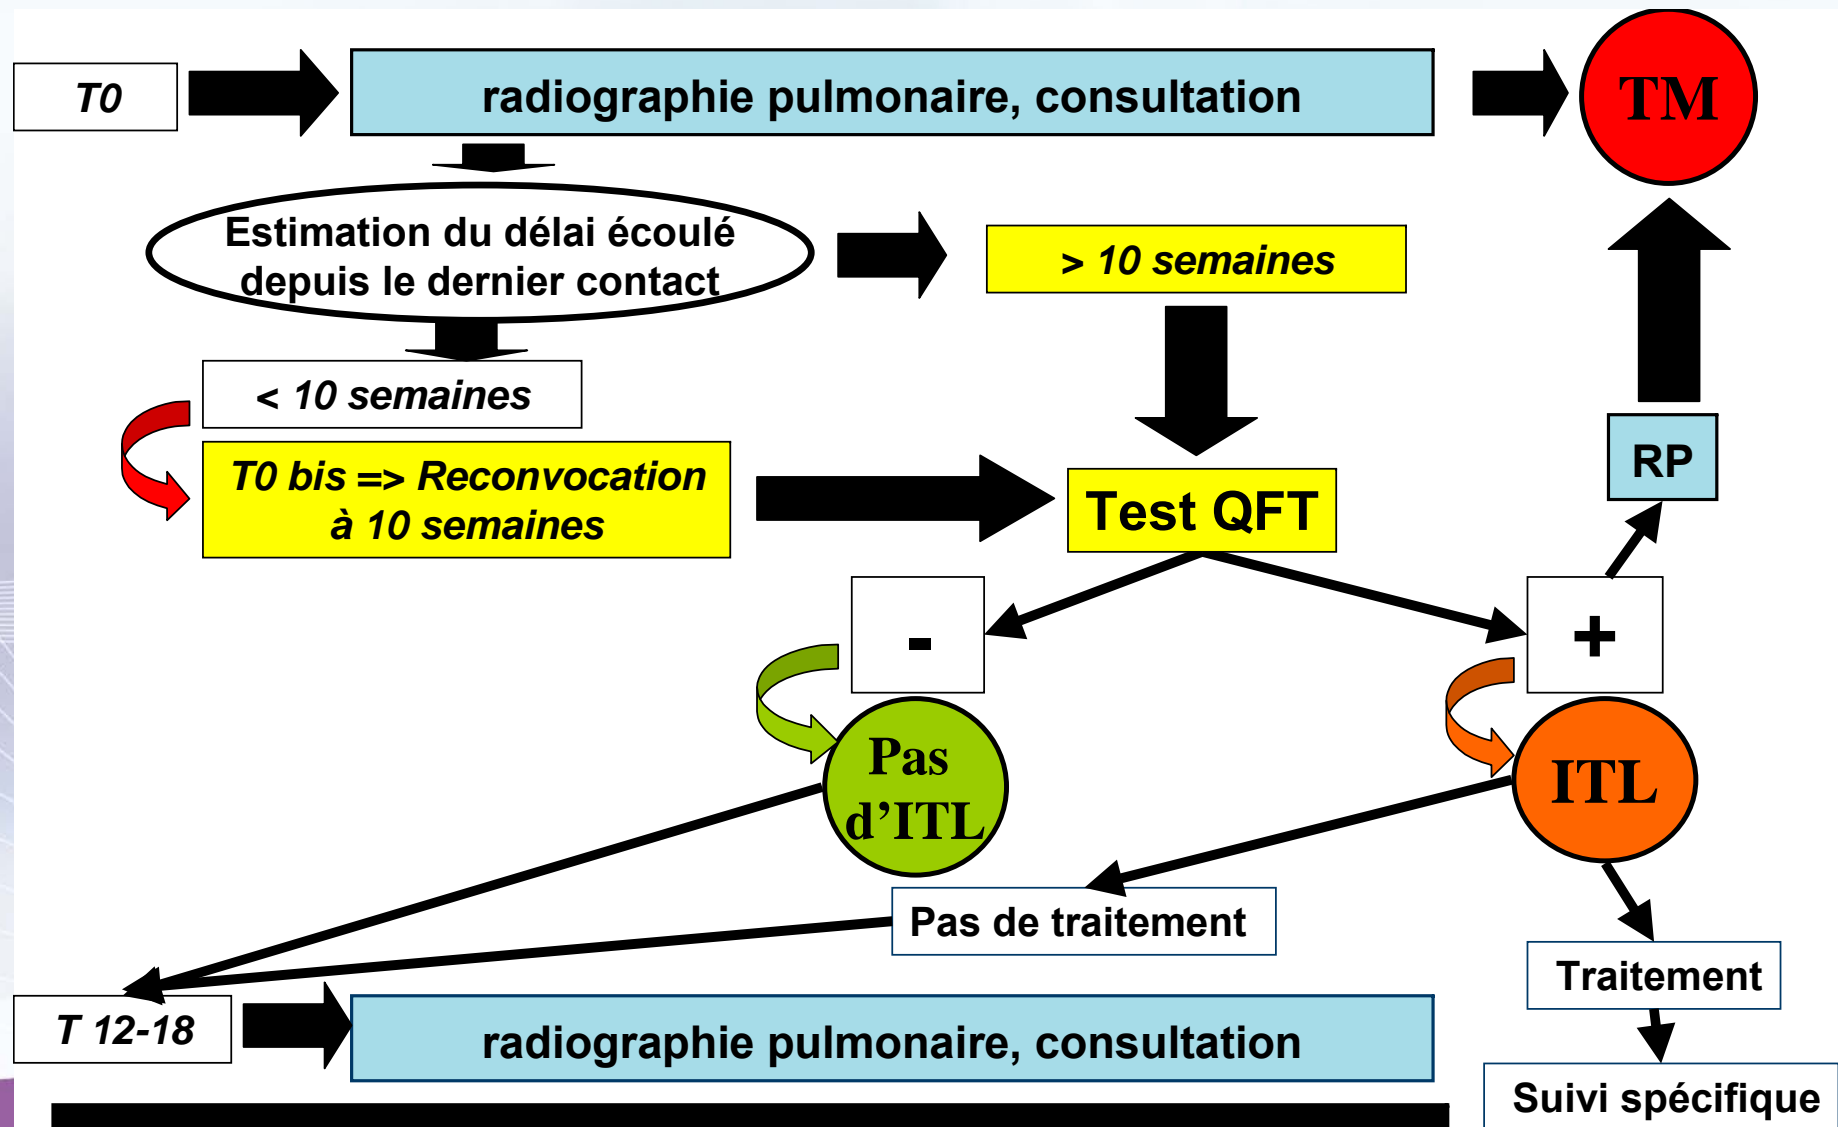 T0
radiographie pulmonaire, consultation
TM
Estimation du délai écoulé
depuis le dernier contact
> 10 semaines
< 10 semaines
T0 bis => Reconvocation
à 10 semaines
Test QFT
RP
-
+
Pas
d’ITL
ITL
Pas de traitement
Traitement
T 12-18
radiographie pulmonaire, consultation
Suivi spécifique